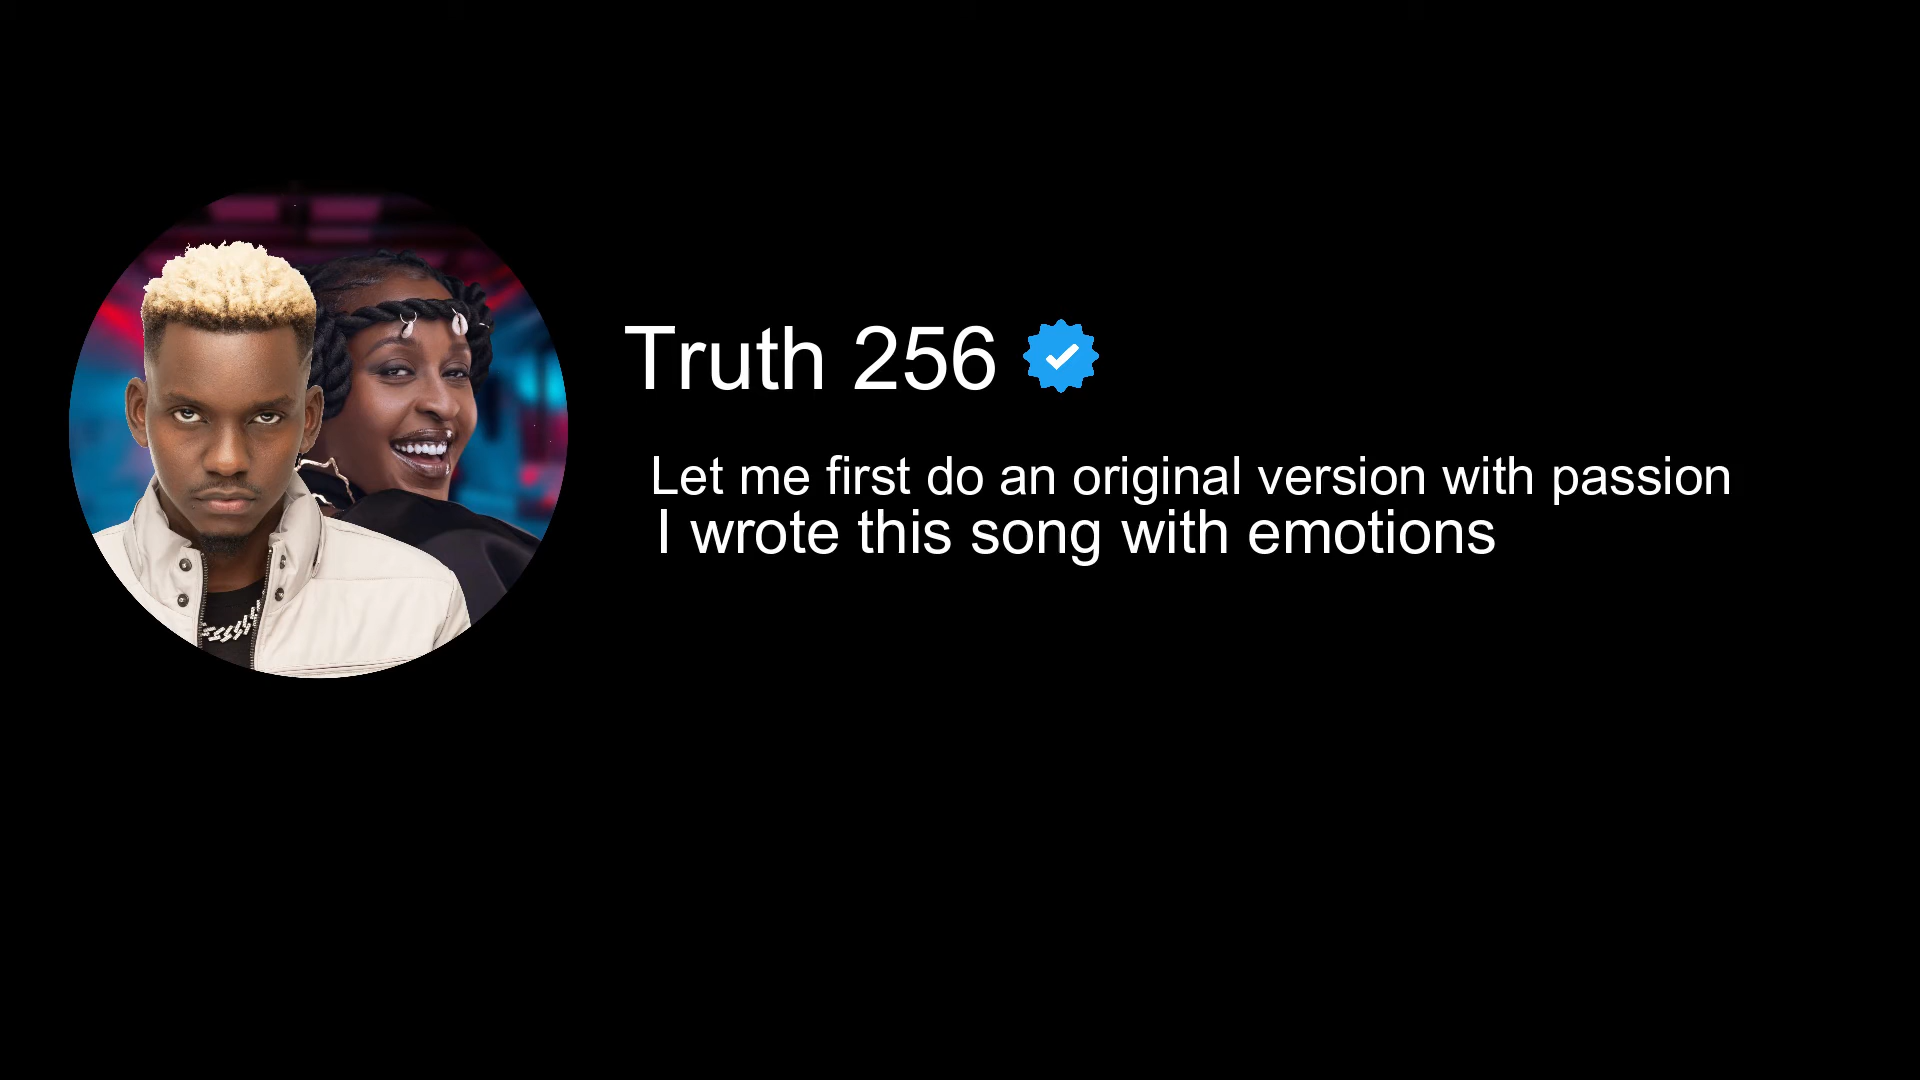 Truth 256
Let me first do an original version with passion
I wrote this song with emotions